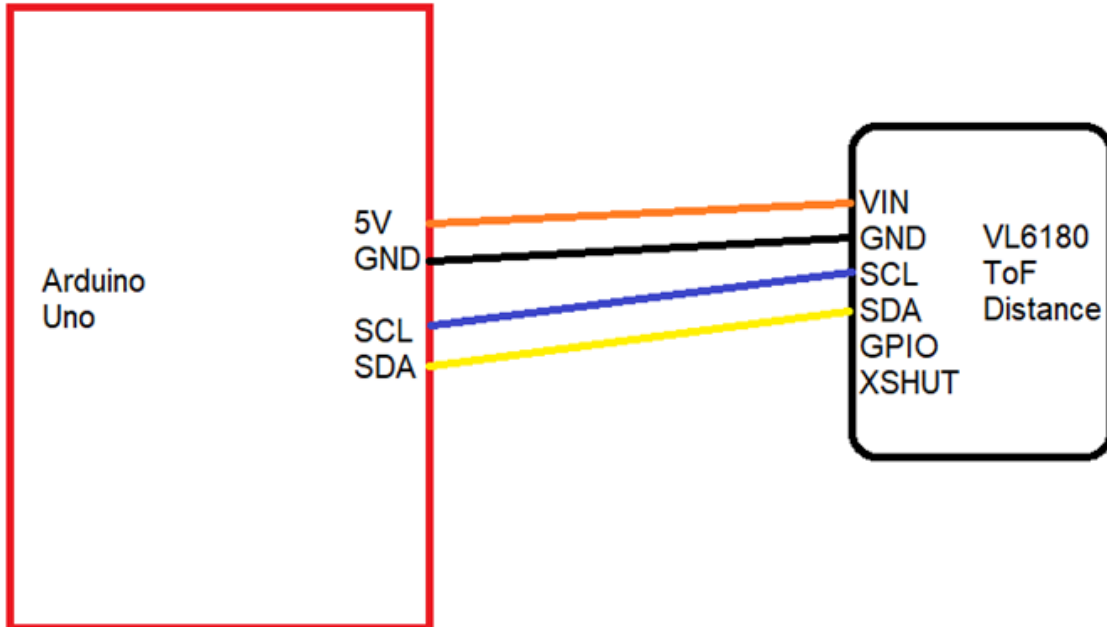 Arduino
Uno
5V
GND
SCL
SDA
VIN
GND
SCL
SDA
GPIO
XSHUT
VL6180
ToF
Distance